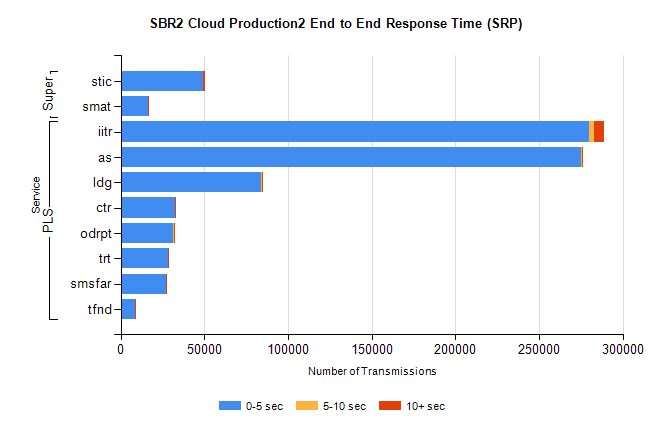 SBR2 Cloud Production2 End to End Response Time (SRP)
Service
Super
PLS
stic
smat
iitr
as
ldg
ctr
odrpt
trt
smsfar
tfnd
0 50000 100000 150000 200000 250000 300000
Number of Transmissions
0-5 sec 5-10 sec 10+ sec